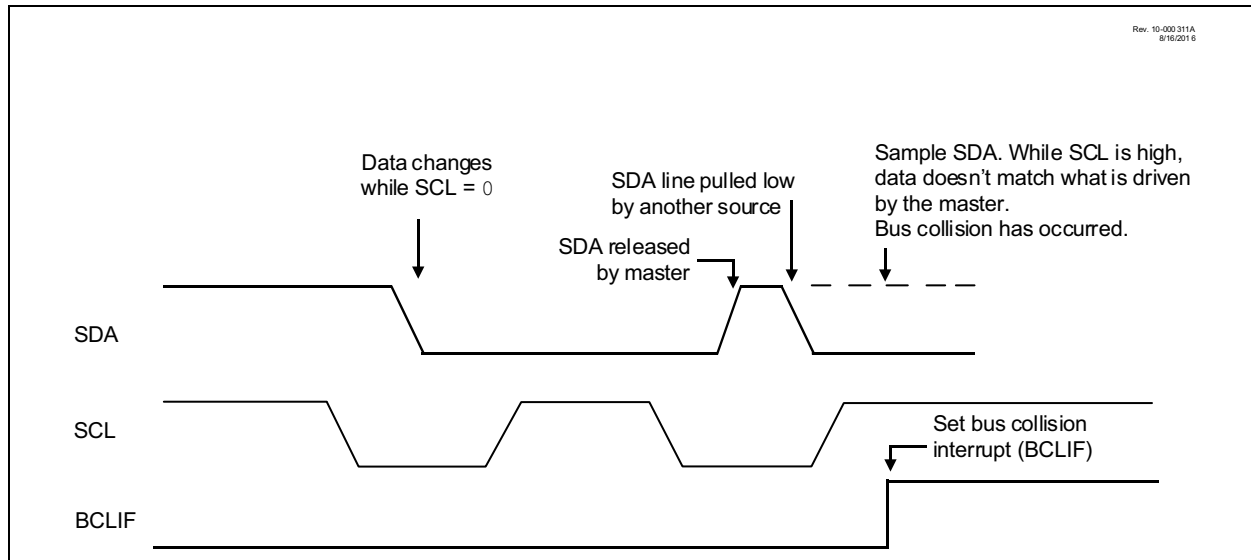 Rev. 10-000 311A
8/16/201 6
Data changes
while SCL = 0
SDA line pulled low
by another source
SDA released
by master
Sample SDA. While SCL is high,
data doesn't match what is driven
by the master.
Bus collision has occurred.
SDA
SCL
Set bus collision
interrupt (BCLIF)
BCLIF